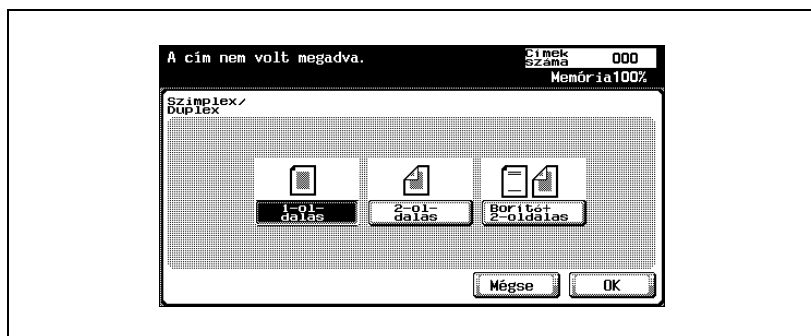 A cím nem volt megadva.
Címek
száma
000
Memória100%
Szimplex/
Duplex
1-ol-
dalas
2-ol-
dalas
Borító+
2-oldalas
Mégse
OK